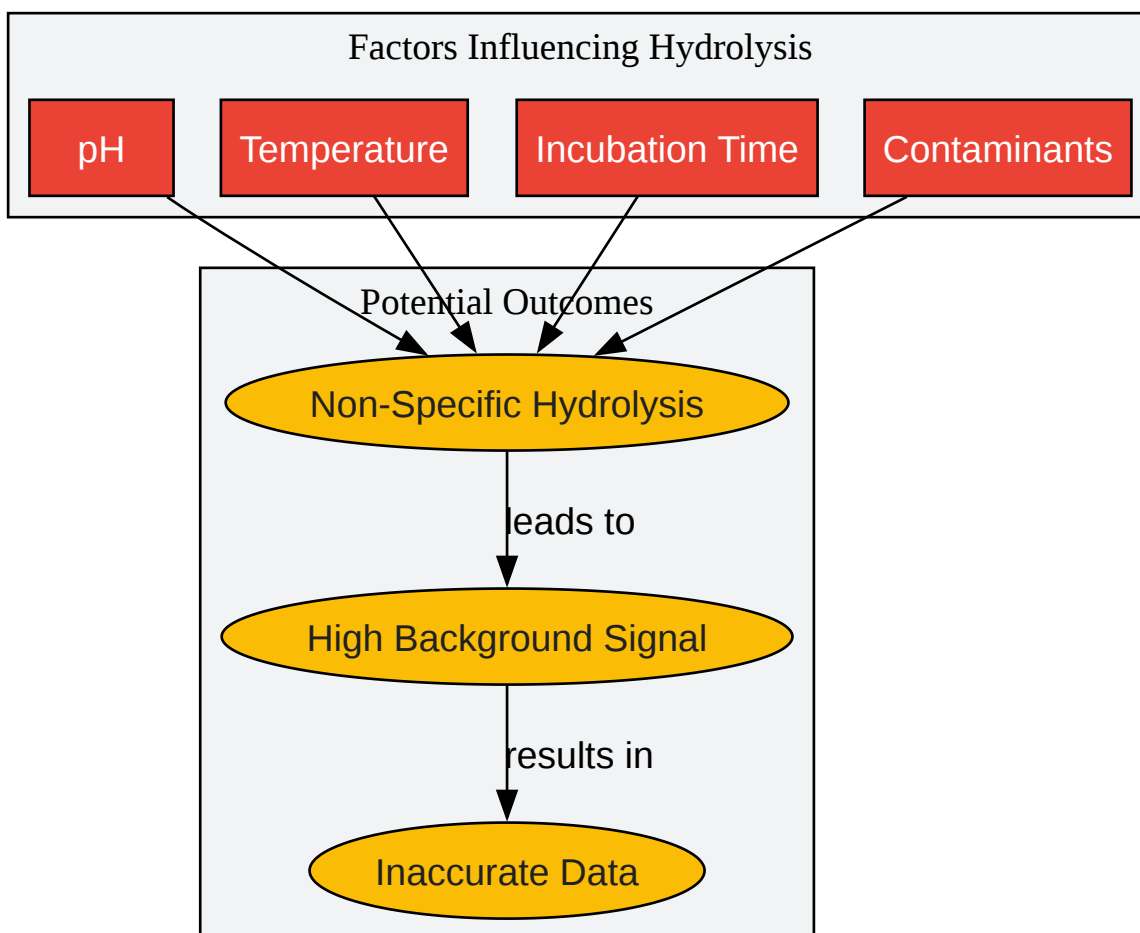 Factors Influencing Hydrolysis
pH
Temperature
Incubation Time
Contaminants
Potential Outcomes
Non-Specific Hydrolysis
leads to
High Background Signal
results in
Inaccurate Data